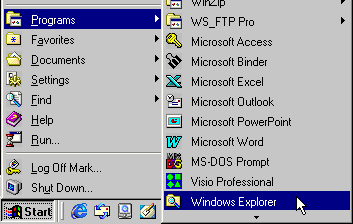 Programs
Favorites
Documents
Settings
Find
Help
Run...
Log Off Mark...
Shut Down...
Start
WinZip
WS_FTP Pro
Microsoft Access
Microsoft Binder
Microsoft Excel
Microsoft Outlook
Microsoft PowerPoint
Microsoft Word
MS-DOS Prompt
Visio Professional
Windows Explorer